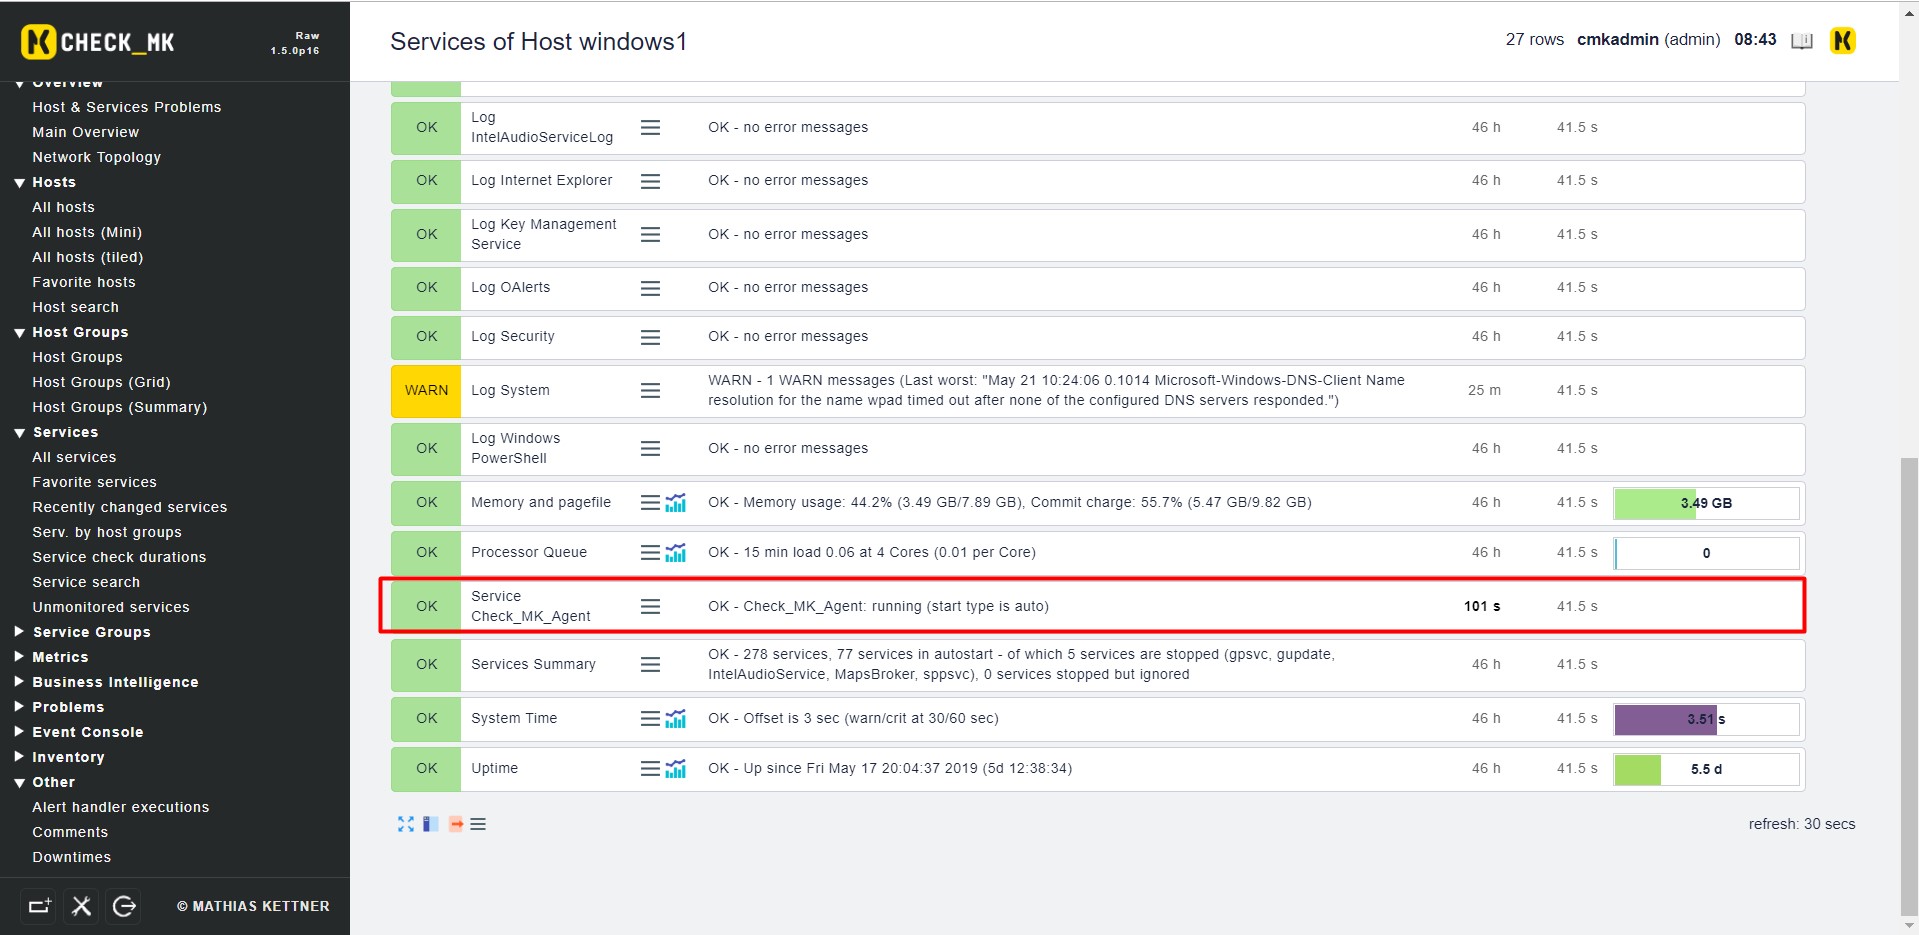 CHECK_MK
Raw
1.5.0p16
Overview
Host & Services Problems
Main Overview
Network Topology
Hosts
All hosts
All hosts (Mini)
All hosts (tiled)
Favorite hosts
Host search
Host Groups
Host Groups
Host Groups (Grid)
Host Groups (Summary)
Services
All services
Favorite services
Recently changed services
Serv. by host groups
Service check durations
Service search
Unmonitored services
Service Groups
Metrics
Business Intelligence
Problems
Event Console
Inventory
Other
Alert handler executions
Comments
Downtimes
© MATHIAS KETTNER
Services of Host windows1
27 rows cmkadmin (admin) 08:43
OK Log IntelAudioServiceLog OK - no error messages 46 h 41.5 s
OK Log Internet Explorer OK - no error messages 46 h 41.5 s
OK Log Key Management Service OK - no error messages 46 h 41.5 s
OK Log OAlerts OK - no error messages 46 h 41.5 s
OK Log Security OK - no error messages 46 h 41.5 s
WARN Log System WARN - 1 WARN messages (Last worst: "May 21 10:24:06 0.1014 Microsoft-Windows-DNS-Client Name
resolution for the name wpad timed out after none of the configured DNS servers responded.") 25 m 41.5 s
OK Log Windows PowerShell OK - no error messages 46 h 41.5 s
OK Memory and pagefile OK - Memory usage: 44.2% (3.49 GB/7.89 GB), Commit charge: 55.7% (5.47 GB/9.82 GB) 46 h 41.5 s 3.49 GB
OK Processor Queue OK - 15 min load 0.06 at 4 Cores (0.01 per Core) 46 h 41.5 s 0
OK Service Check_MK_Agent OK - Check_MK_Agent: running (start type is auto) 101 s 41.5 s
OK Services Summary OK - 278 services, 77 services in autostart - of which 5 services are stopped (gpsvc, gupdate,
IntelAudioService, MapsBroker, sppsvc), 0 services stopped but ignored 46 h 41.5 s
OK System Time OK - Offset is 3 sec (warn/crit at 30/60 sec) 46 h 41.5 s 3.51 s
OK Uptime OK - Up since Fri May 17 20:04:37 2019 (5d 12:38:34) 46 h 41.5 s 5.5 d
refresh: 30 secs